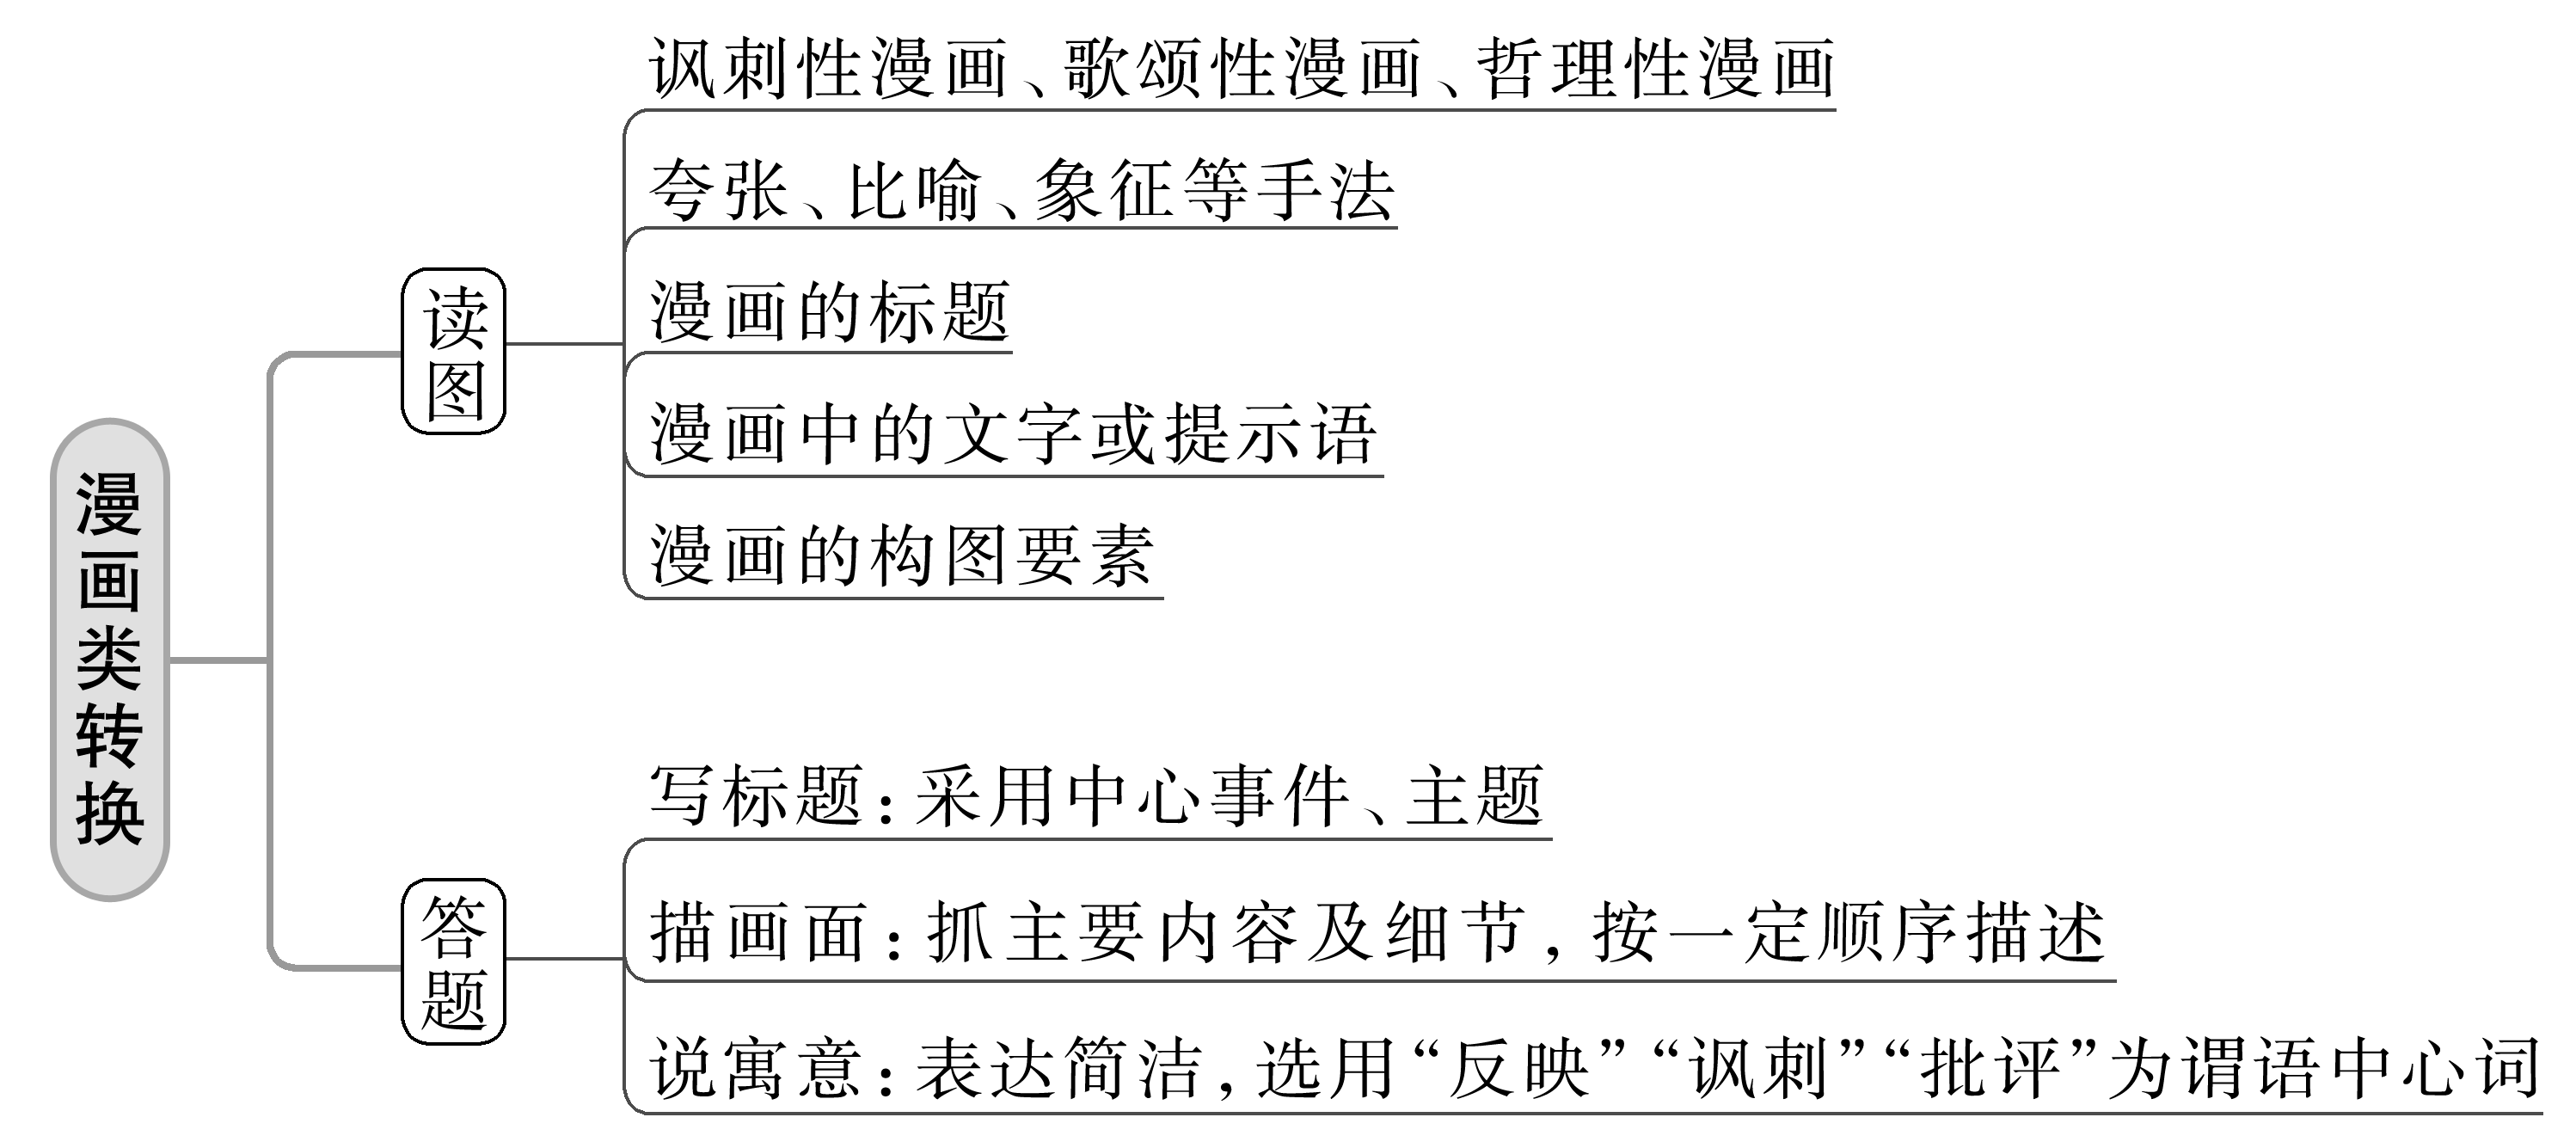 漫画类转换
读图
讽刺性漫画、歌颂性漫画、哲理性漫画
夸张、比喻、象征等手法
漫画的标题
漫画中的文字或提示语
漫画的构图要素
答题
写标题：采用中心事件、主题
描画面：抓主要内容及细节，按一定顺序描述
说寓意：表达简洁，选用“反映”“讽刺”“批评”为谓语中心词